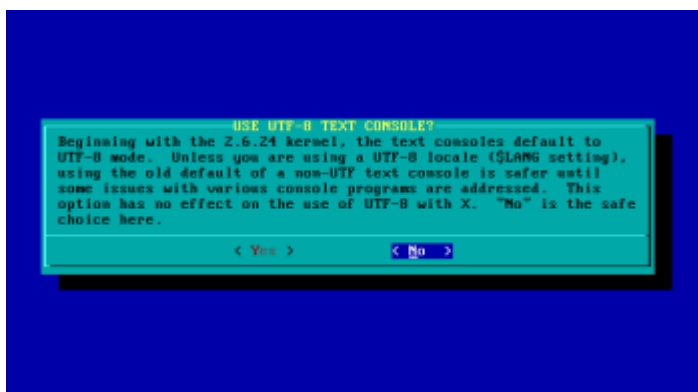 USE UTF-8 TEXT CONSOLE?
Beginning with the 2.6.24 kernel, the text consoles default to
UTF-8 mode.  Unless you are using a UTF-8 locale ($LANG setting),
using the old default of a non-UTF text console is safer until
some issues with various console programs are addressed.  This
option has no effect on the use of UTF-8 with X.  "No" is the safe
choice here.
< Yes > < No >